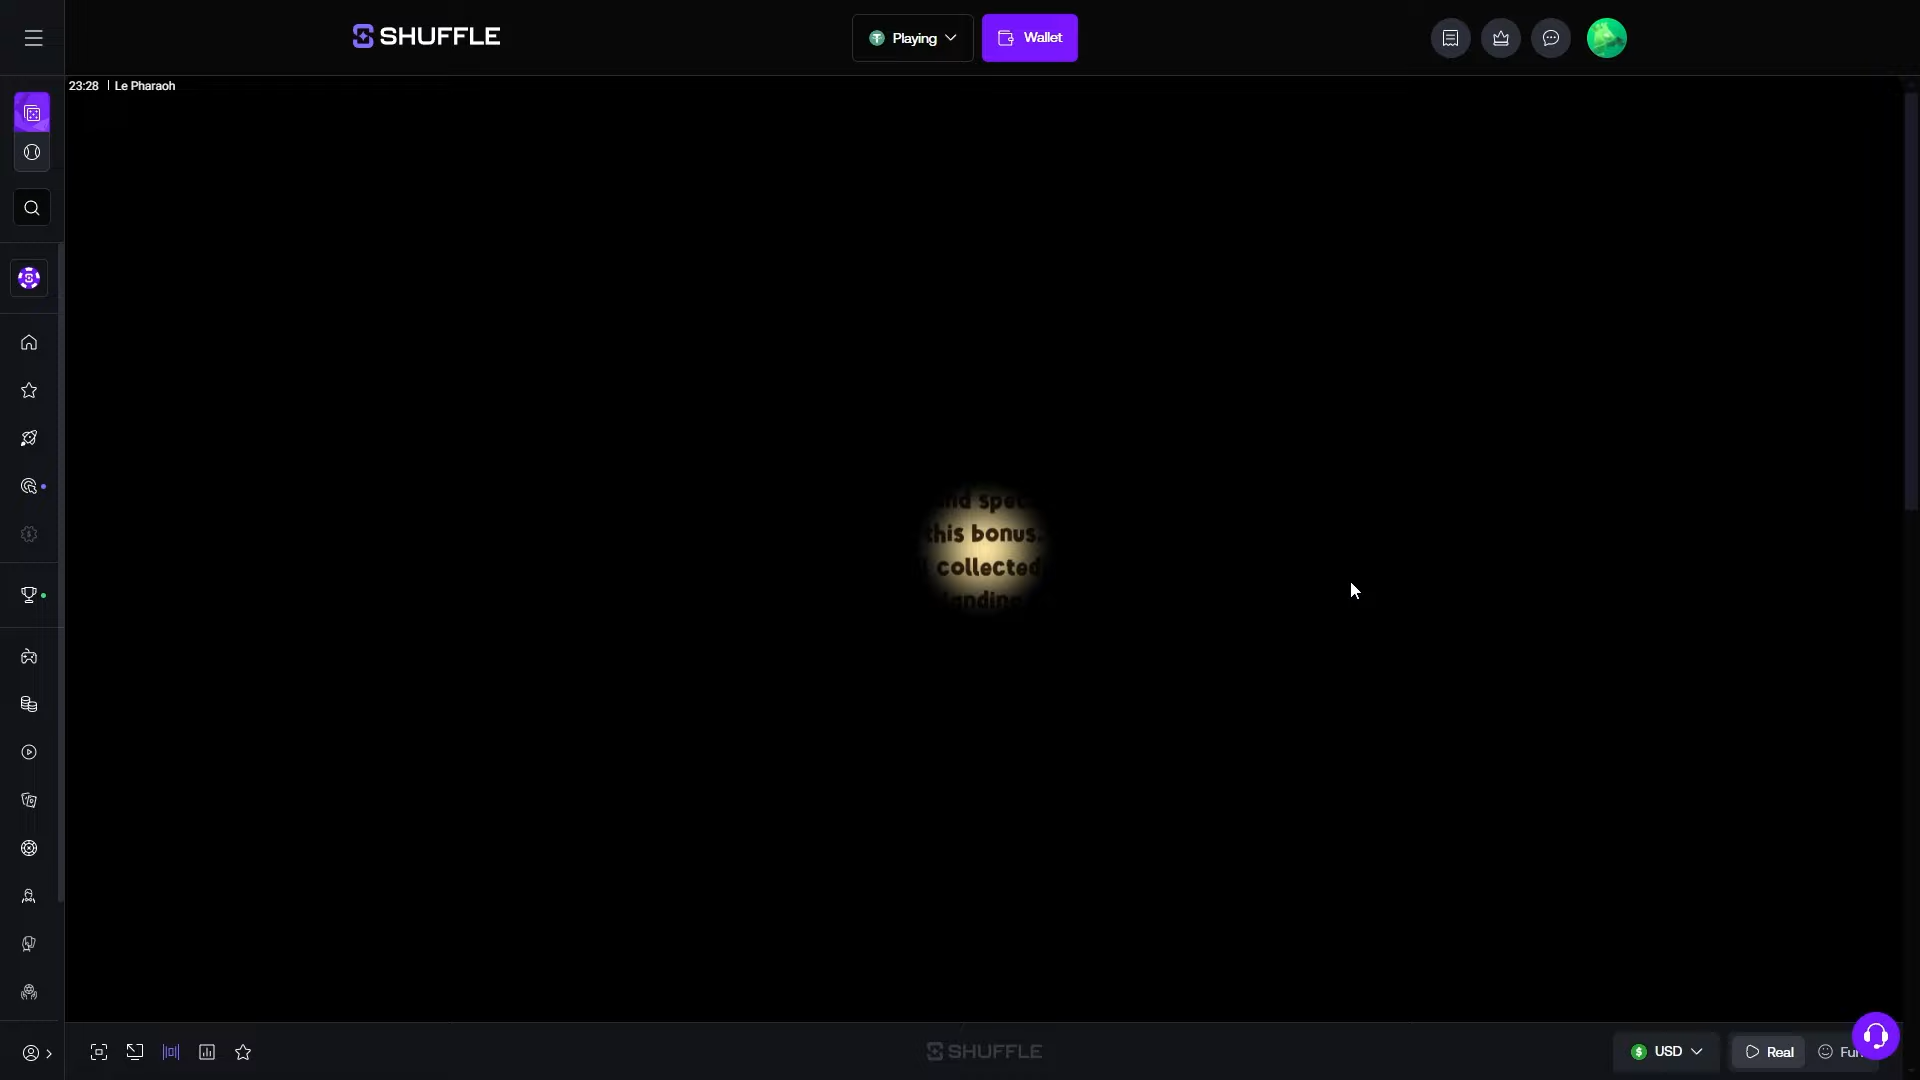 SHUFFLE
Playing
Wallet
23:28 | Le Pharaoh
this bonus.
collected
SHUFFLE
USD
Real